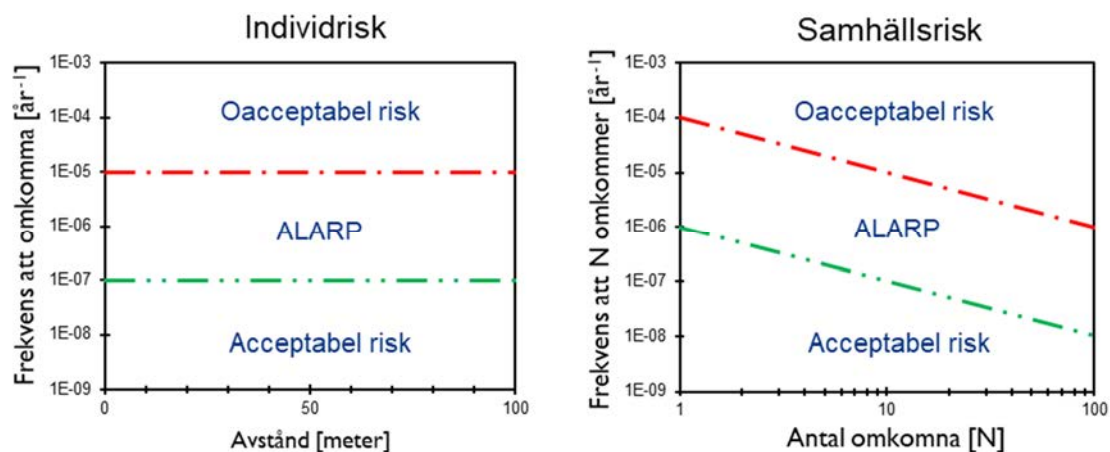 Individrisk
Frekvens att omkomma [år⁻¹]
1E-03
1E-04
1E-05
1E-06
1E-07
1E-08
1E-09
Oacceptabel risk
ALARP
Acceptabel risk
0
50
100
Avstånd [meter]
Samhällsrisk
Frekvens att N omkommer [år⁻¹]
1E-03
1E-04
1E-05
1E-06
1E-07
1E-08
1E-09
Oacceptabel risk
ALARP
Acceptabel risk
1
10
100
Antal omkomna [N]